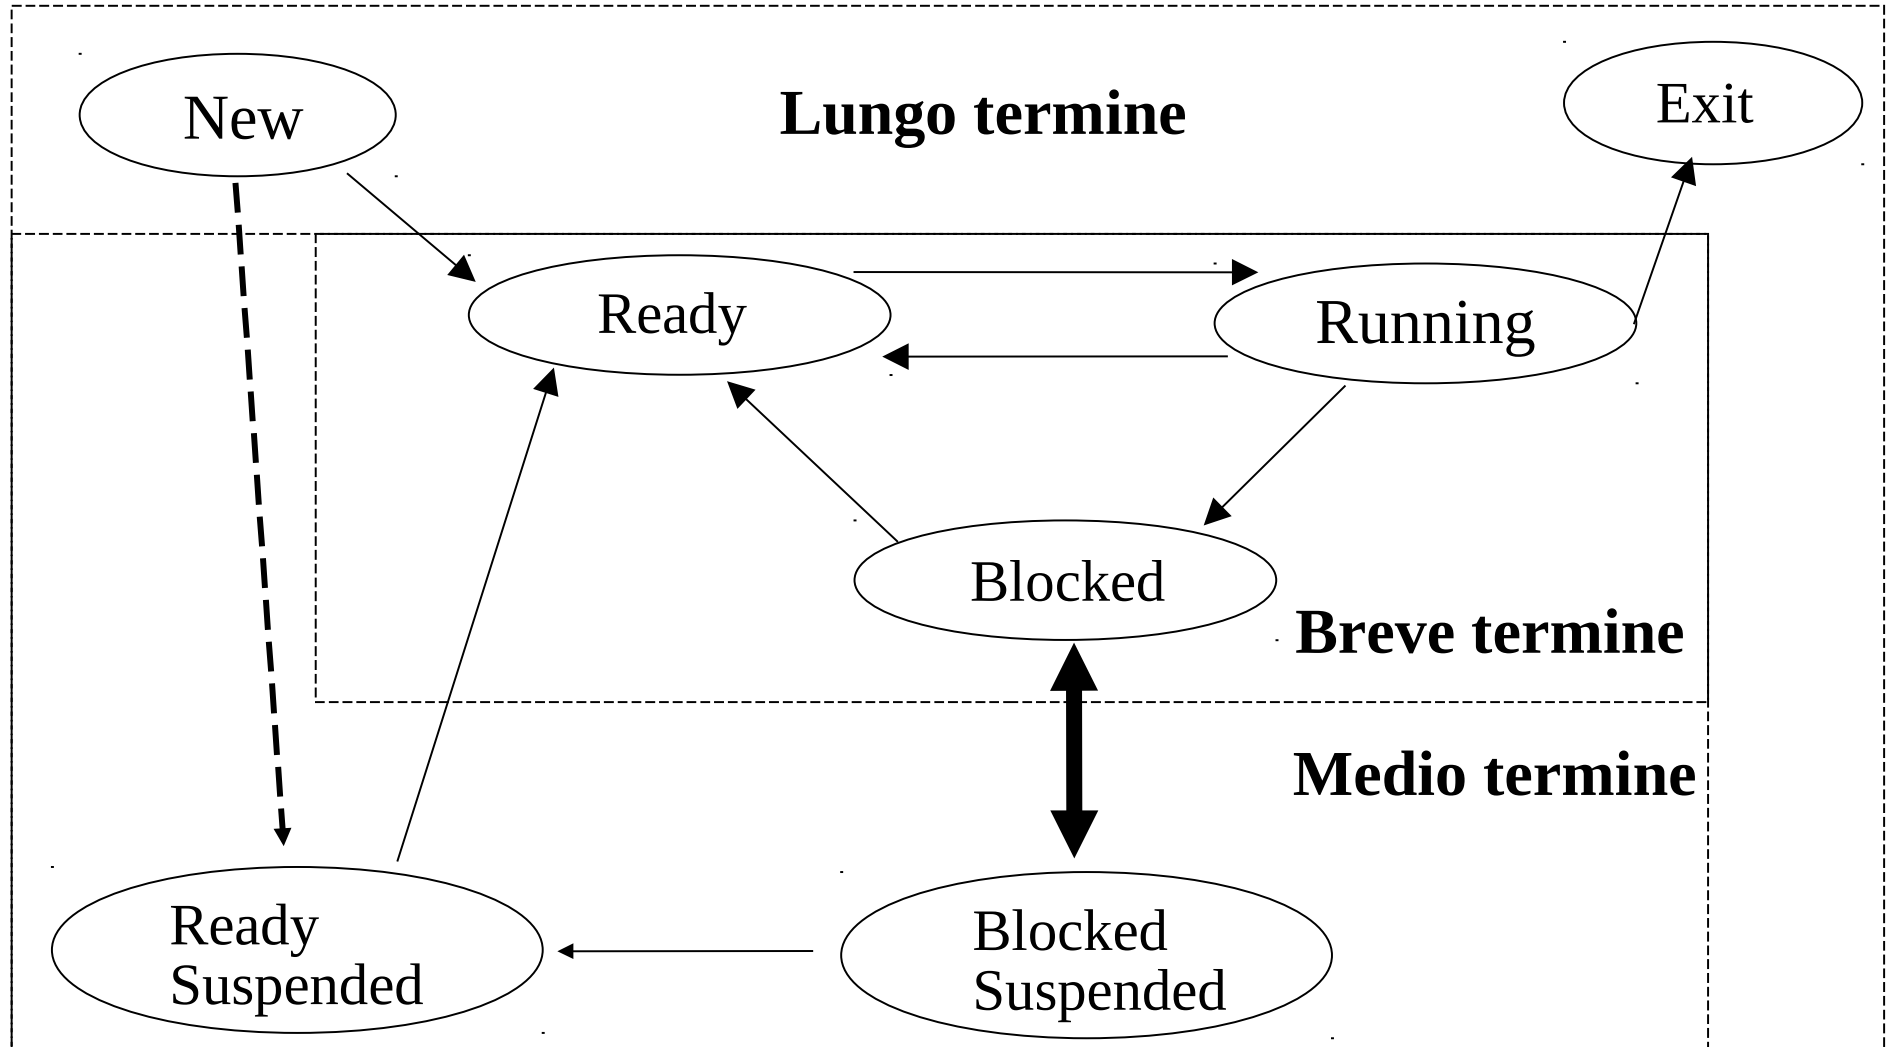 New
Lungo termine
Exit
Ready
Running
Blocked
Breve termine
Medio termine
Ready
Suspended
Blocked
Suspended